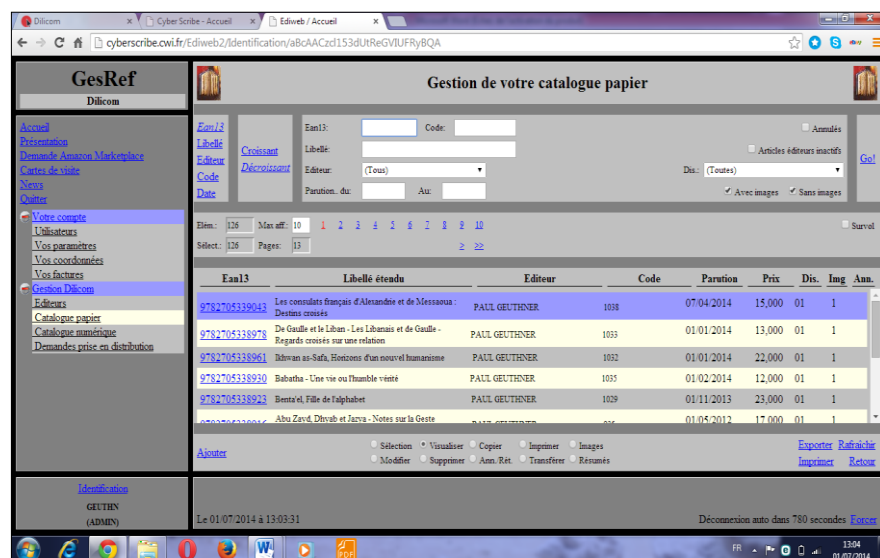 Dilicom
Cyber Scribe - Accueil
Ediweb / Accueil
cyberscribe.cwi.fr/Ediweb2/Identification/aBcAACzcl153dUtReGVIUFRyBQA
GesRef
Dilicom
Gestion de votre catalogue papier
Accueil
Présentation
Demande Amazon Marketplace
Cartes de visite
News
Quitter
Votre compte
Utilisateurs
Vos paramètres
Vos coordonnées
Vos factures
Gestion Dilicom
Editeurs
Catalogue papier
Catalogue numérique
Demandes prise en distribution
Identification
GEUTHN
(ADMIN)
Ean13
Libellé
Editeur
Code
Date
Croissant
Décroissant
Ean13: Code: Annulés
Libellé: Articles éditeurs inactifs
Editeur: (Tous) Dis.: (Toutes)
Parution.. du: Au: Avec images Sans images
Go!
Elém.: 126 Max aff.: 10 1 2 3 4 5 6 7 8 9 10 Survol
Sélect.: 126 Pages: 13 > >>
Ean13 Libellé étendu Editeur Code Parution Prix Dis. Img Ann.
9782705339043 Les consulats français d'Alexandrie et de Messaoua : Destins croisés PAUL GEUTHNER 1038 07/04/2014 15,000 01 1
9782705338978 De Gaulle et le Liban - Les Libanais et de Gaulle - Regards croisés sur une relation PAUL GEUTHNER 1033 01/01/2014 13,000 01 1
9782705338961 Ikhwan as-Safa, Horizons d'un nouvel humanisme PAUL GEUTHNER 1032 01/01/2014 22,000 01 1
9782705338930 Babatha - Une vie ou l'humble vérité PAUL GEUTHNER 1035 01/02/2014 12,000 01 1
9782705338923 Benta'el, Fille de l'alphabet PAUL GEUTHNER 1029 01/11/2013 23,000 01 1
Abu Zayd, Dhyab et Jazya - Notes sur la Geste 01/05/2012 17,000 01 1
Ajouter
Sélection Visualiser Copier Imprimer Images
Modifier Supprimer Ann./Rét. Transférer Résumés
Exporter Rafraichir
Imprimer Retour
Le 01/07/2014 à 13:03:31
Déconnexion auto dans 780 secondes Forcer
FR
13:04
01/07/2014